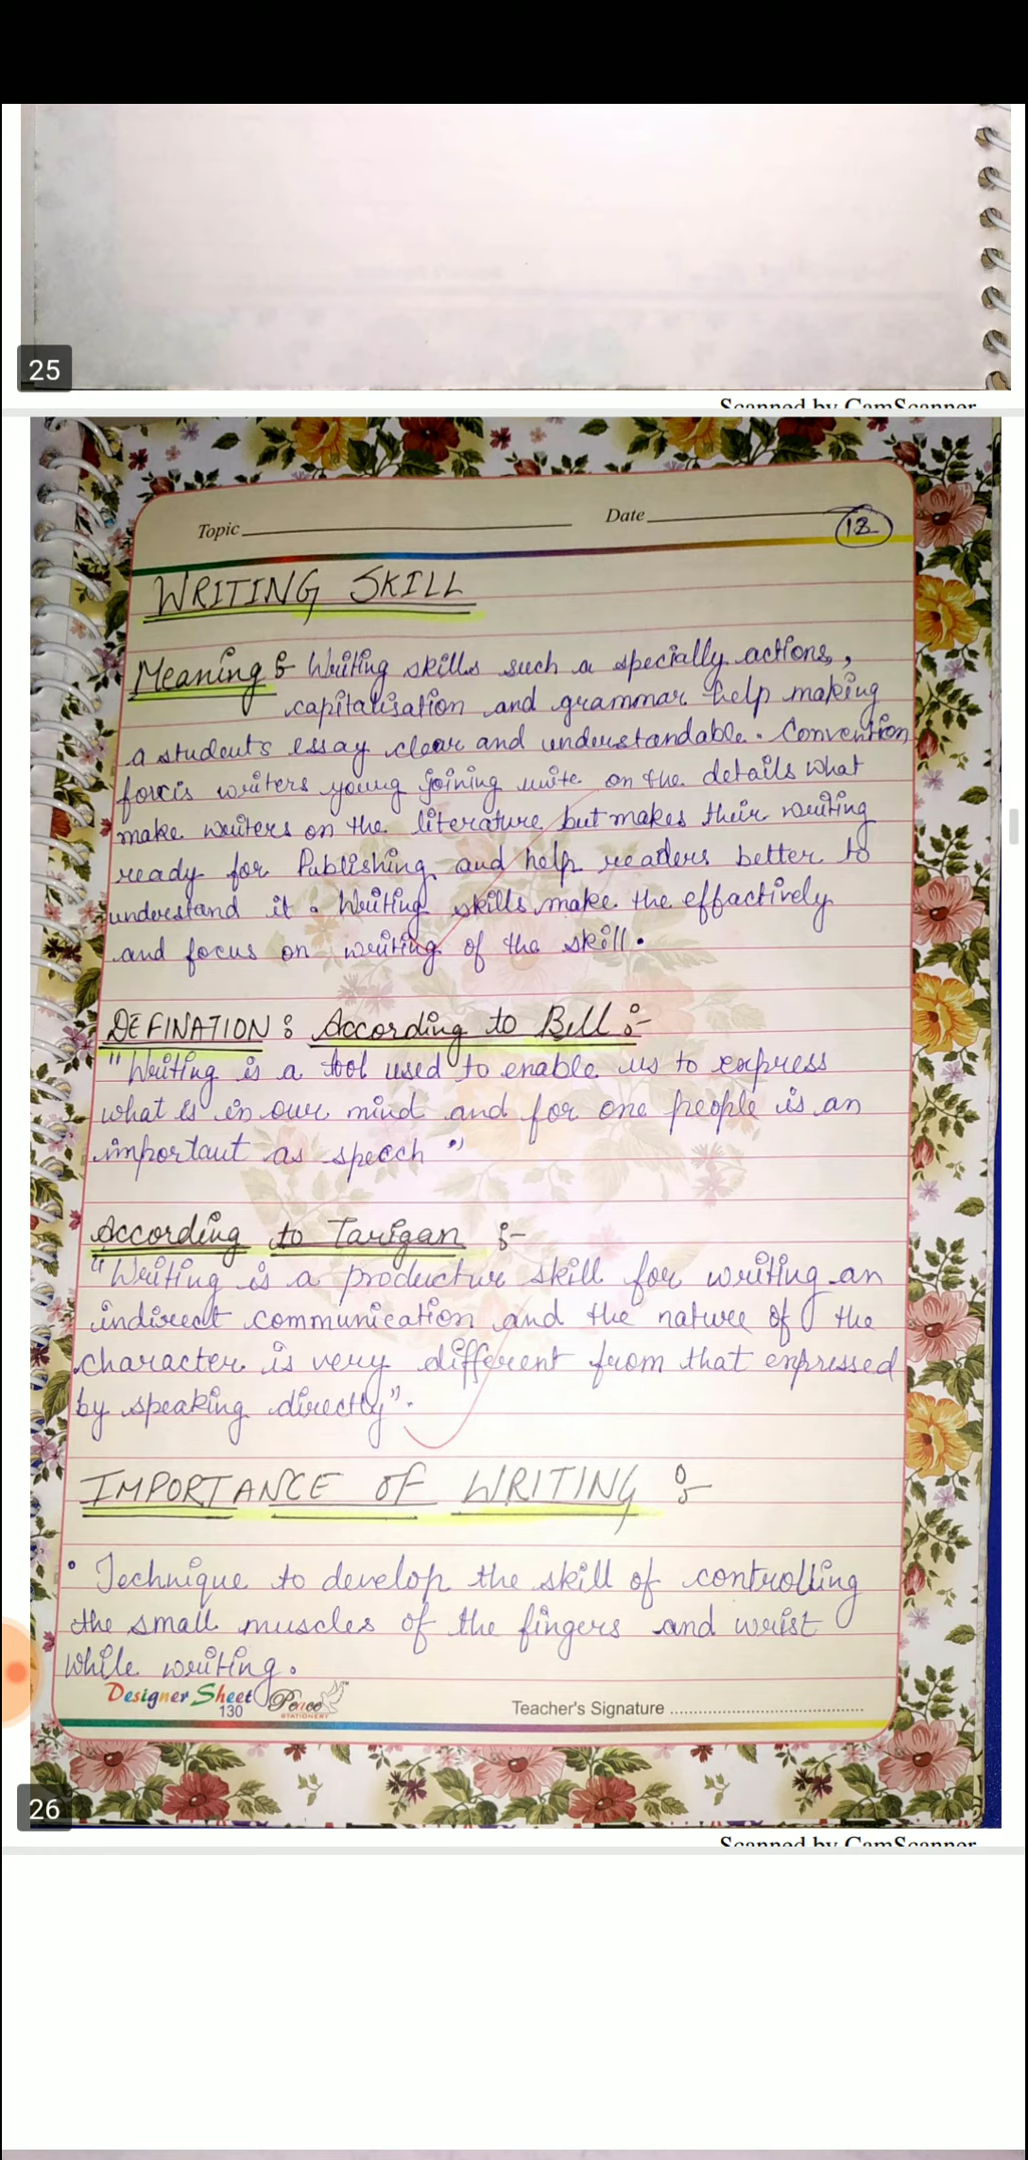 25
Scanned by CamScanner
Topic
Date
12
WRITING SKILL
Meaning :- Writing skills such a specially actions,
capitalisation and grammar help making
a student's essay clear and understandable. Convention
writers young joining unite on the details what
make writers on the literature but makes their writing
ready for Publishing and help readers better to
understand it. Writing skills make the effactively
and focus on writing of the skill.
DEFINATION : According to Bell :-
"Writing is a tool used to enable us to express
what is in our mind and for one people is an
important as speech"
According to Tarigan :-
"Writing is a productur skill for writing an
indirect communication and the nature of the
character is very different from that expressed
by speaking directly".
IMPORTANCE OF WRITING :-
• Technique to develop the skill of controlling
the small muscles of the fingers and wrist
while writing.
Designer Sheet Peace
130 STATIONERY
Teacher's Signature
26
Scanned by CamScanner